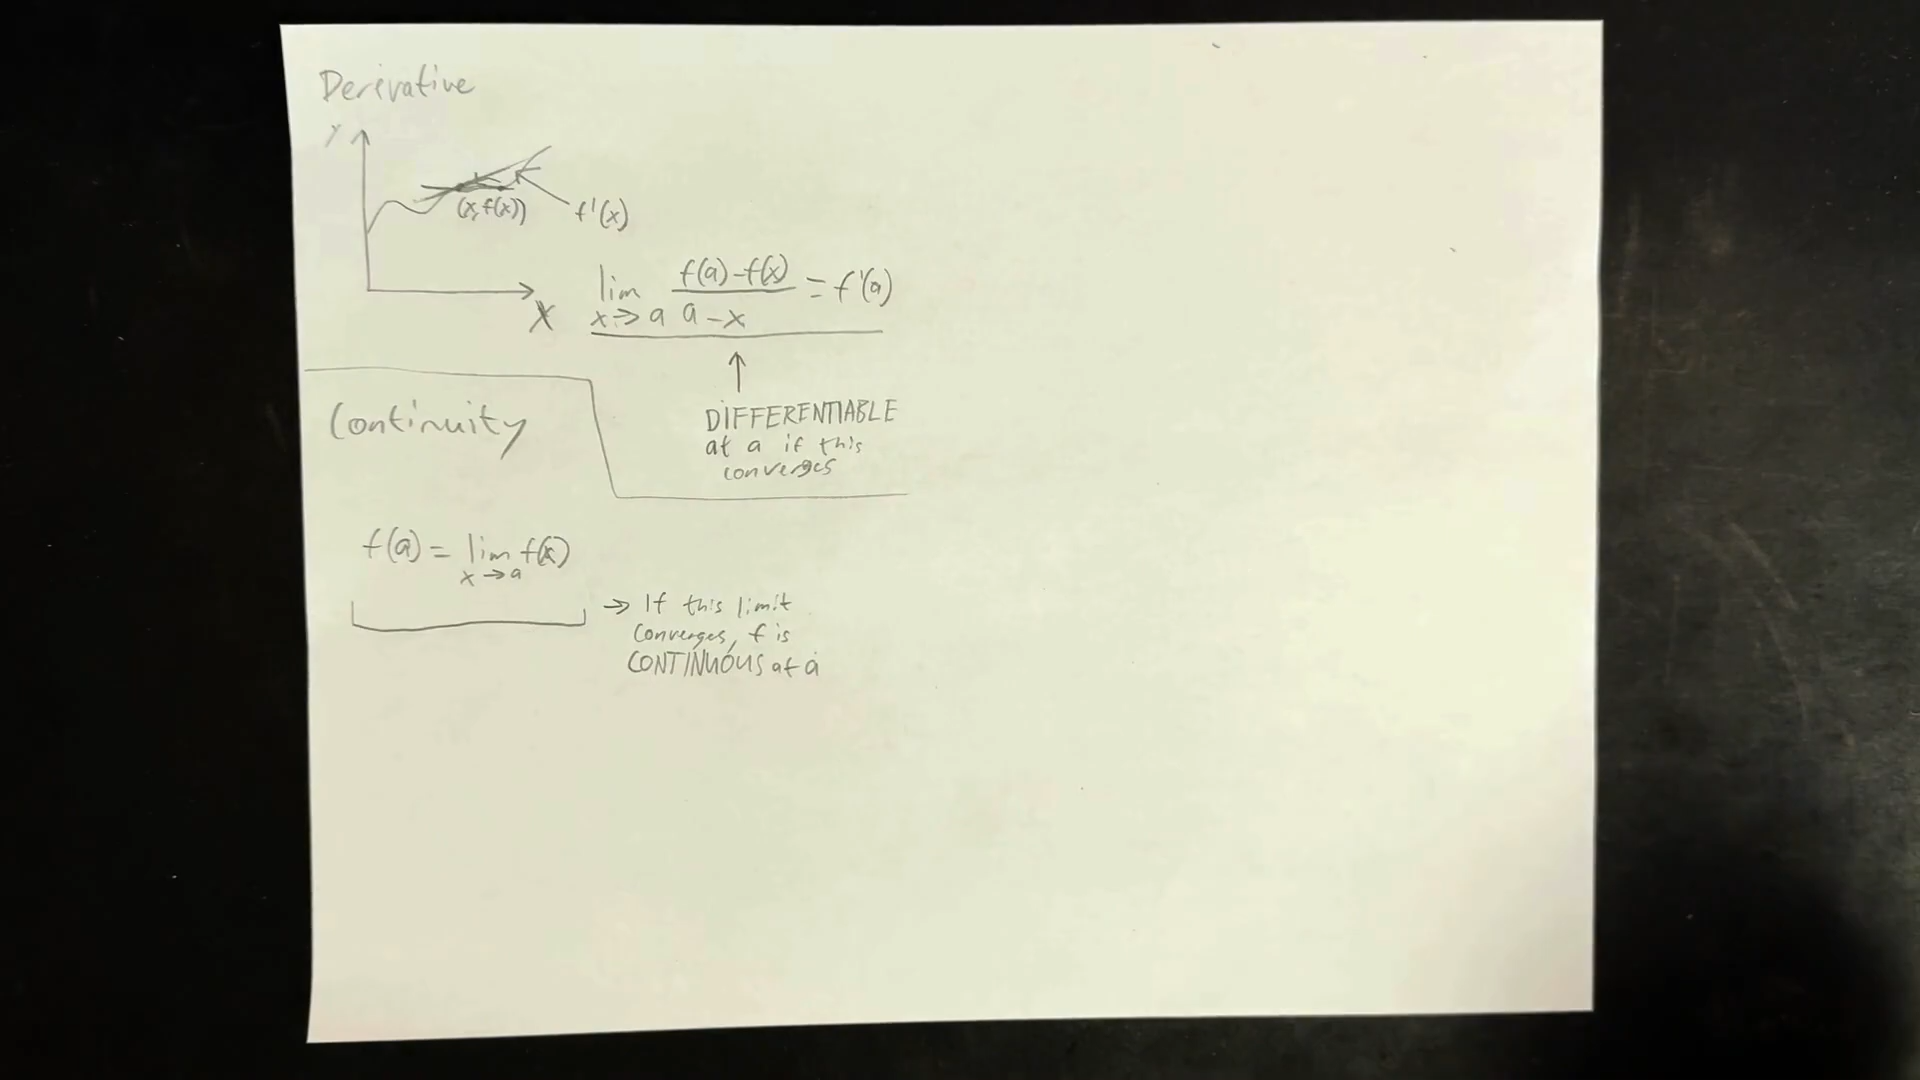 Derivative
y
(x, f(x))
f'(x)
x
lim f(a)-f(x) = f'(a)
x→a a-x
DIFFERENTIABLE
at a if this
converges
Continuity
f(a) = lim f(x)
x→a
→ If this limit
converges, f is
CONTINUOUS at a